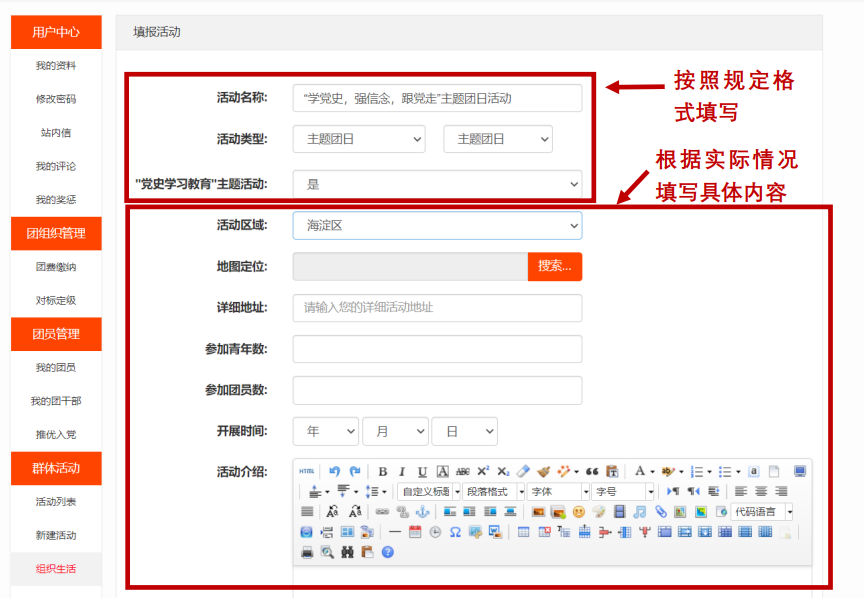 用户中心
我的资料
修改密码
站内信
我的评论
我的奖惩
团组织管理
团费缴纳
对标定级
团员管理
我的团员
我的团干部
推优入党
群体活动
活动列表
新建活动
组织生活
填报活动
活动名称: “学党史，强信念，跟党走”主题团日活动
活动类型: 主题团日 主题团日
"党史学习教育"主题活动: 是
按照规定格
式填写
根据实际情况
填写具体内容
活动区域: 海淀区
地图定位: 搜索...
详细地址: 请输入您的详细活动地址
参加青年数:
参加团员数:
开展时间: 年 月 日
活动介绍:
HTML B I U A ABC X² X₂ A ab a
自定义标题 段落格式 字体 字号
代码语言